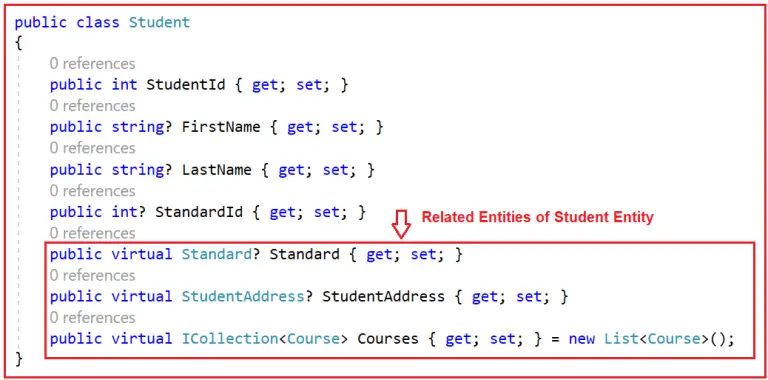 public class Student
{
0 references
public int StudentId { get; set; }
0 references
public string? FirstName { get; set; }
0 references
public string? LastName { get; set; }
0 references
public int? StandardId { get; set; }
Related Entities of Student Entity
0 references
public virtual Standard? Standard { get; set; }
0 references
public virtual StudentAddress? StudentAddress { get; set; }
0 references
public virtual ICollection<Course> Courses { get; set; } = new List<Course>();
}